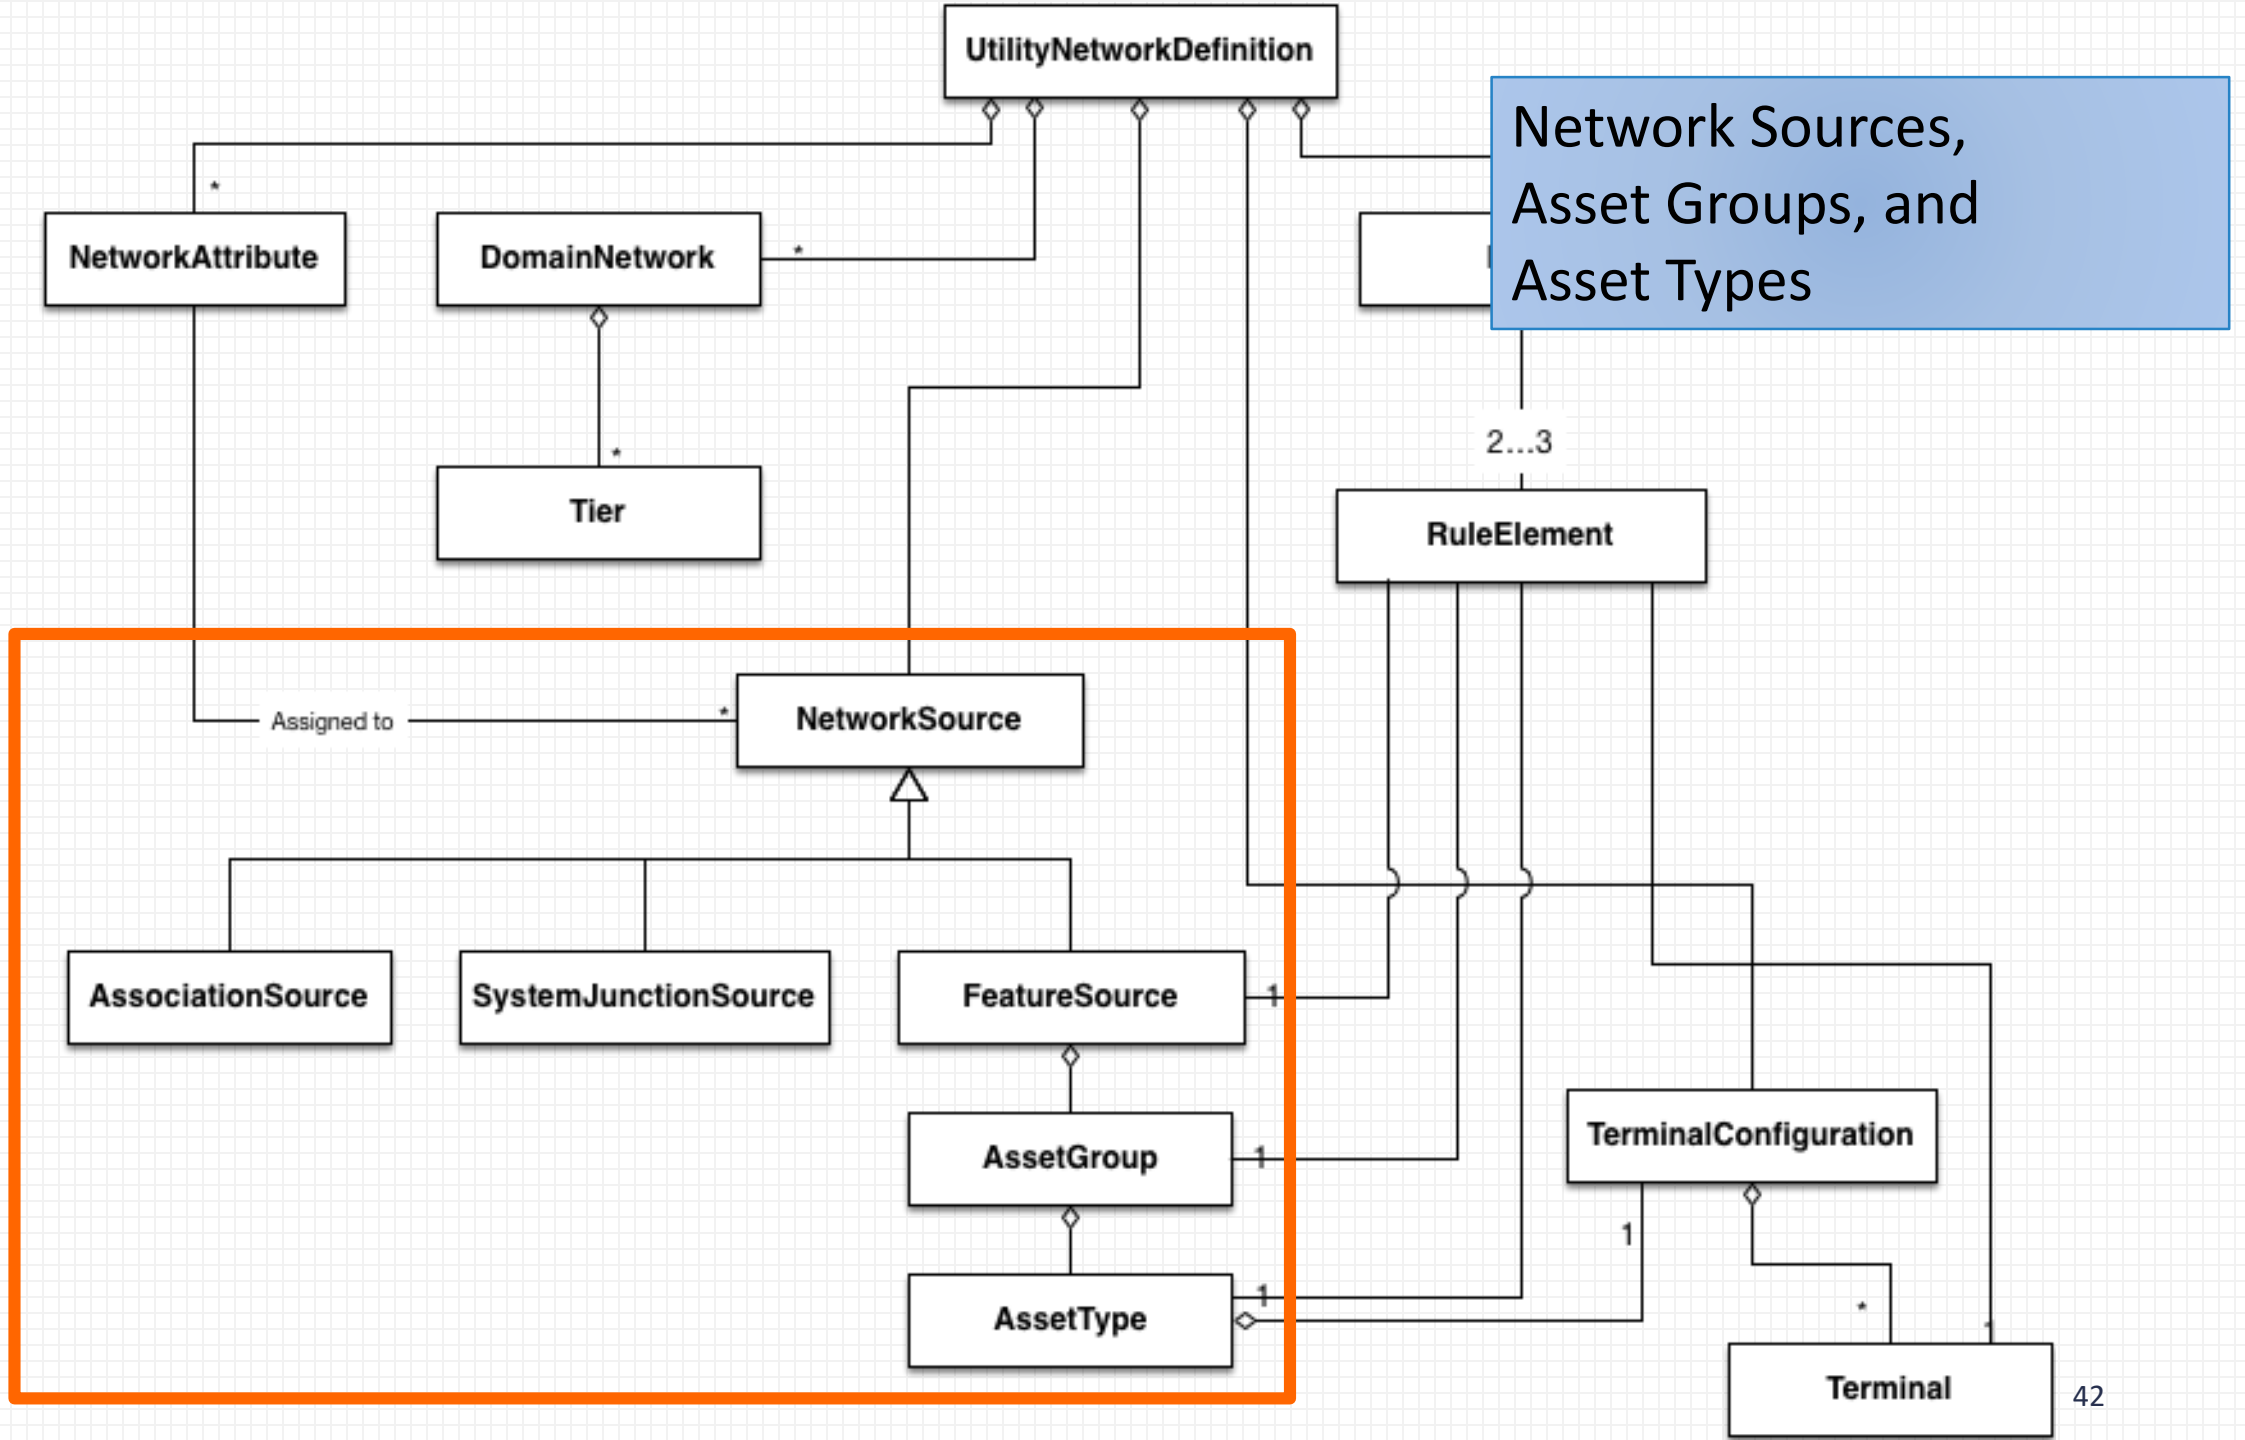 UtilityNetworkDefinition
Network Sources,
Asset Groups, and
Asset Types
*
NetworkAttribute
DomainNetwork
*
2...3
*
Tier
RuleElement
Assigned to
*
NetworkSource
AssociationSource
SystemJunctionSource
FeatureSource
1
AssetGroup
1
TerminalConfiguration
1
1
AssetType
*
1
Terminal
42